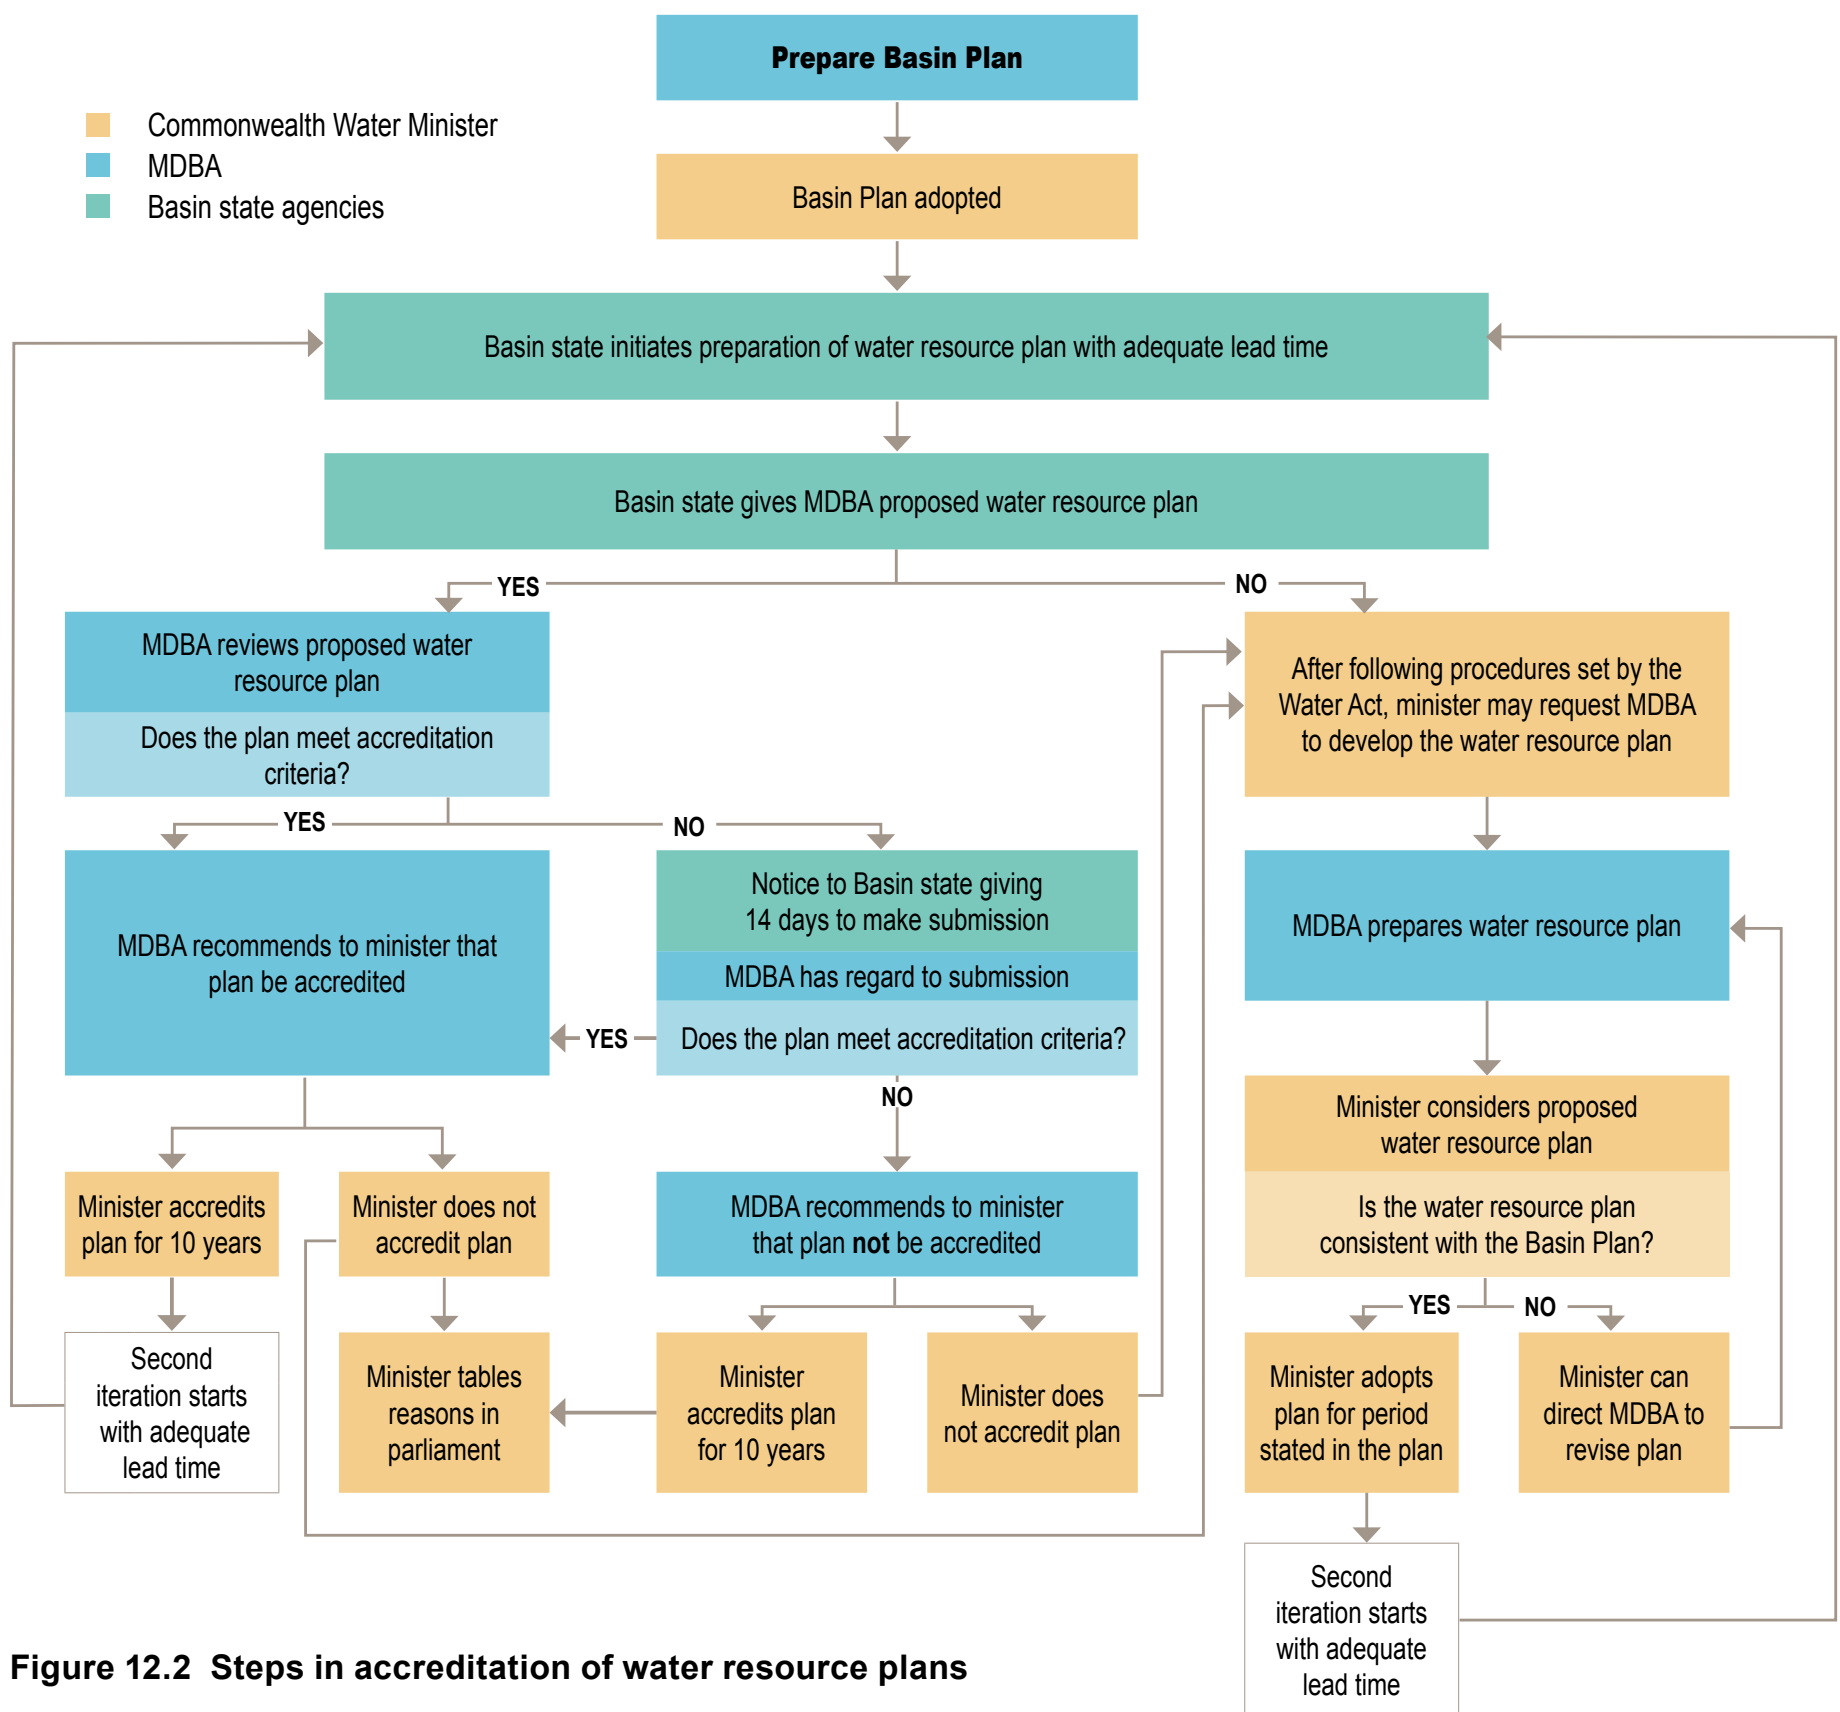 Prepare Basin Plan
Commonwealth Water Minister
MDBA
Basin state agencies
Basin Plan adopted
Basin state initiates preparation of water resource plan with adequate lead time
Basin state gives MDBA proposed water resource plan
YES
NO
MDBA reviews proposed water
resource plan
Does the plan meet accreditation
criteria?
After following procedures set by the
Water Act, minister may request MDBA
to develop the water resource plan
YES
NO
MDBA recommends to minister that
plan be accredited
Notice to Basin state giving
14 days to make submission
MDBA has regard to submission
Does the plan meet accreditation criteria?
YES
NO
MDBA prepares water resource plan
Minister considers proposed
water resource plan
Is the water resource plan
consistent with the Basin Plan?
Minister accredits
plan for 10 years
Minister does not
accredit plan
MDBA recommends to minister
that plan not be accredited
YES
NO
Second
iteration starts
with adequate
lead time
Minister tables
reasons in
parliament
Minister
accredits plan
for 10 years
Minister does
not accredit plan
Minister adopts
plan for period
stated in the plan
Minister can
direct MDBA to
revise plan
Second
iteration starts
with adequate
lead time
Figure 12.2 Steps in accreditation of water resource plans